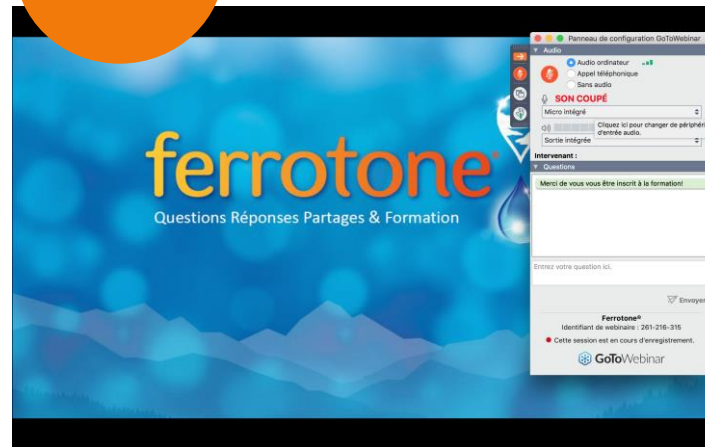 ferrotone
Questions Réponses Partages & Formation
Panneau de configuration GoToWebinar
Audio
Audio ordinateur
Appel téléphonique
Sans audio
SON COUPÉ
Micro intégré
Cliquez ici pour changer de périphéri
d'entrée audio.
Sortie intégrée
Intervenant :
Questions
Merci de vous vous être inscrit à la formation!
Entrez votre question ici.
Envoyer
Ferrotone®
Identifiant de webinaire : 261-216-315
Cette session est en cours d'enregistrement.
GoToWebinar